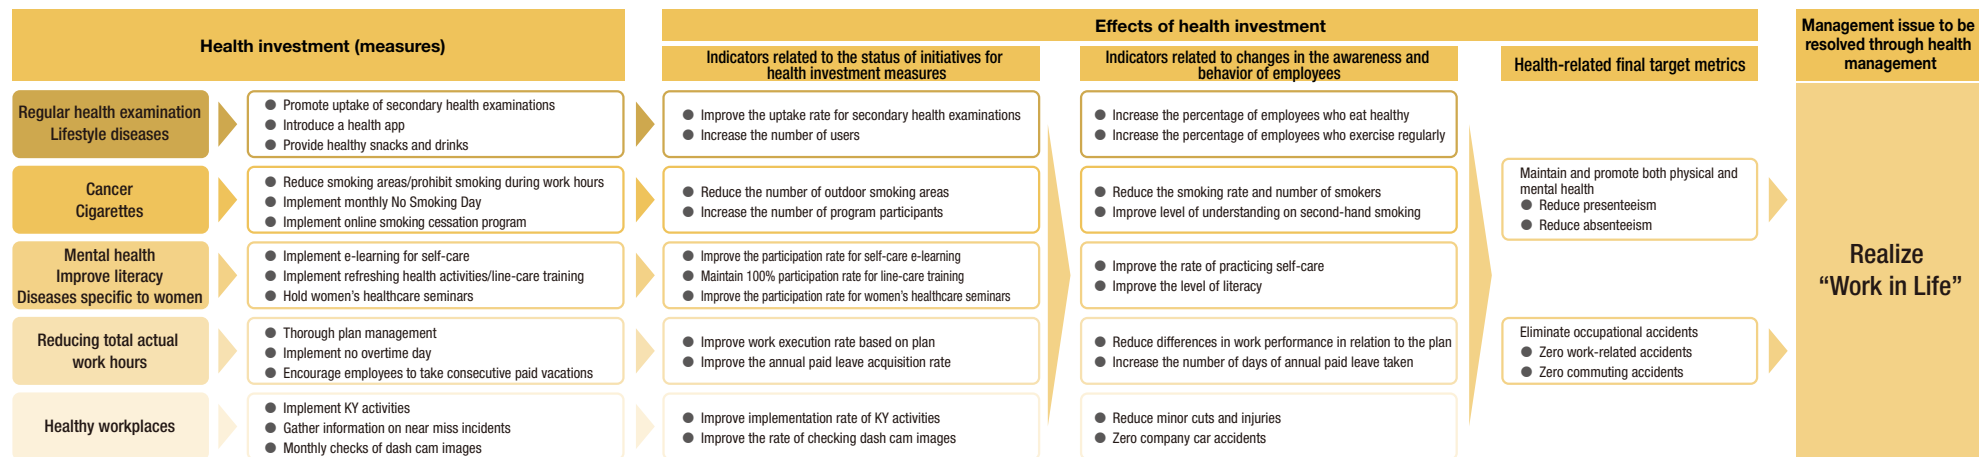 Health investment (measures)
Effects of health investment
Management issue to be
resolved through health
management
Indicators related to the status of initiatives for
health investment measures
Indicators related to changes in the awareness and
behavior of employees
Health-related final target metrics
Regular health examination
Lifestyle diseases
● Promote uptake of secondary health examinations
● Introduce a health app
● Provide healthy snacks and drinks
● Improve the uptake rate for secondary health examinations
● Increase the number of users
● Increase the percentage of employees who eat healthy
● Increase the percentage of employees who exercise regularly
Cancer
Cigarettes
● Reduce smoking areas/prohibit smoking during work hours
● Implement monthly No Smoking Day
● Implement online smoking cessation program
● Reduce the number of outdoor smoking areas
● Increase the number of program participants
● Reduce the smoking rate and number of smokers
● Improve level of understanding on second-hand smoking
Mental health
Improve literacy
Diseases specific to women
● Implement e-learning for self-care
● Implement refreshing health activities/line-care training
● Hold women's healthcare seminars
● Improve the participation rate for self-care e-learning
● Maintain 100% participation rate for line-care training
● Improve the participation rate for women's healthcare seminars
● Improve the rate of practicing self-care
● Improve the level of literacy
Reducing total actual
work hours
● Thorough plan management
● Implement no overtime day
● Encourage employees to take consecutive paid vacations
● Improve work execution rate based on plan
● Improve the annual paid leave acquisition rate
● Reduce differences in work performance in relation to the plan
● Increase the number of days of annual paid leave taken
Healthy workplaces
● Implement KY activities
● Gather information on near miss incidents
● Monthly checks of dash cam images
● Improve implementation rate of KY activities
● Improve the rate of checking dash cam images
● Reduce minor cuts and injuries
● Zero company car accidents
Maintain and promote both physical and
mental health
● Reduce presenteeism
● Reduce absenteeism
Eliminate occupational accidents
● Zero work-related accidents
● Zero commuting accidents
Realize
“Work in Life”